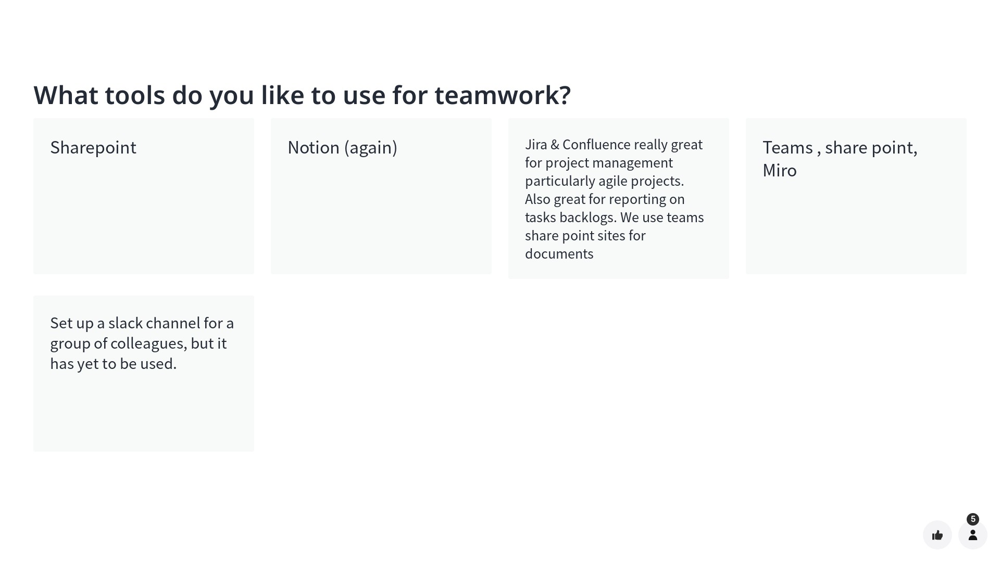 What tools do you like to use for teamwork?
Sharepoint
Notion (again)
Jira & Confluence really great
for project management
particularly agile projects.
Also great for reporting on
tasks backlogs. We use teams
share point sites for
documents
Teams , share point,
Miro
Set up a slack channel for a
group of colleagues, but it
has yet to be used.
5